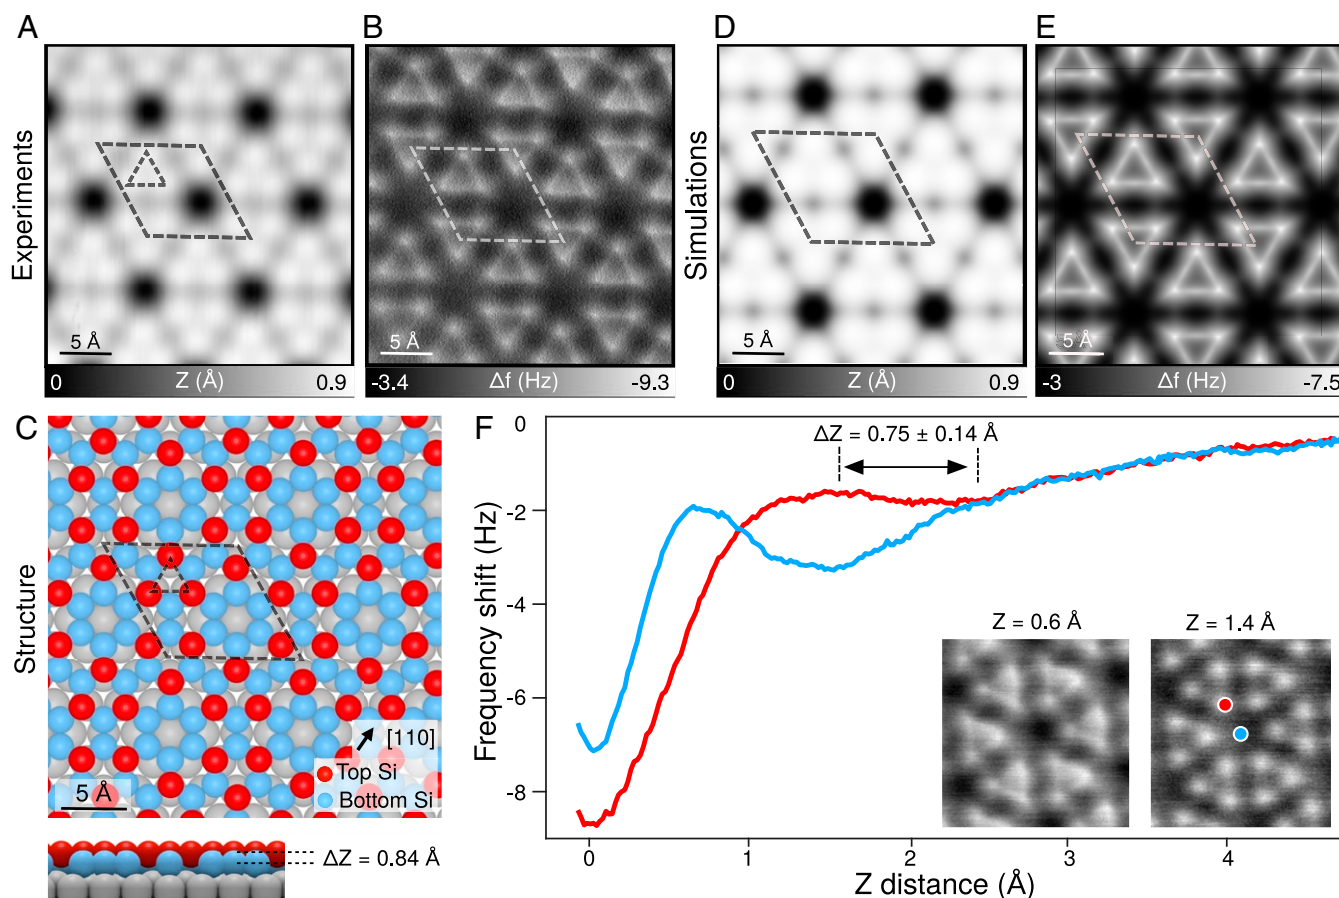 A
B
D
E
Experiments
Simulations
5 Å
5 Å
5 Å
5 Å
0 Z (Å) 0.9
-3.4 Δf (Hz) -9.3
0 Z (Å) 0.9
-3 Δf (Hz) -7.5
C
Structure
[110]
Top Si
Bottom Si
5 Å
ΔZ = 0.84 Å
F
ΔZ = 0.75 ± 0.14 Å
Frequency shift (Hz)
0
-2
-4
-6
-8
Z = 0.6 Å
Z = 1.4 Å
0 1 2 3 4
Z distance (Å)